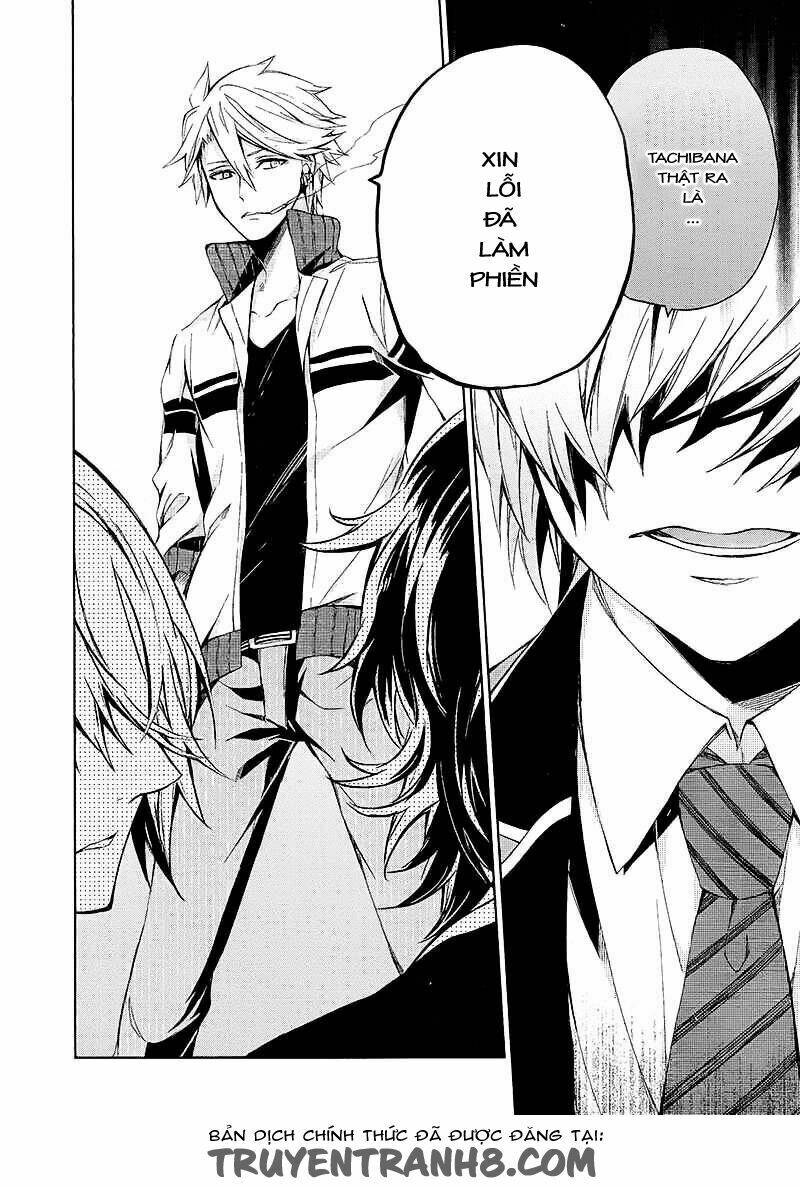 TACHIBANA
THẬT RA
LÀ
...
XIN
LỖI
ĐÃ
LÀM
PHIỀN
BẢN DỊCH CHÍNH THỨC ĐÃ ĐƯỢC ĐĂNG TẠI:
TRUYENTRANH8.COM